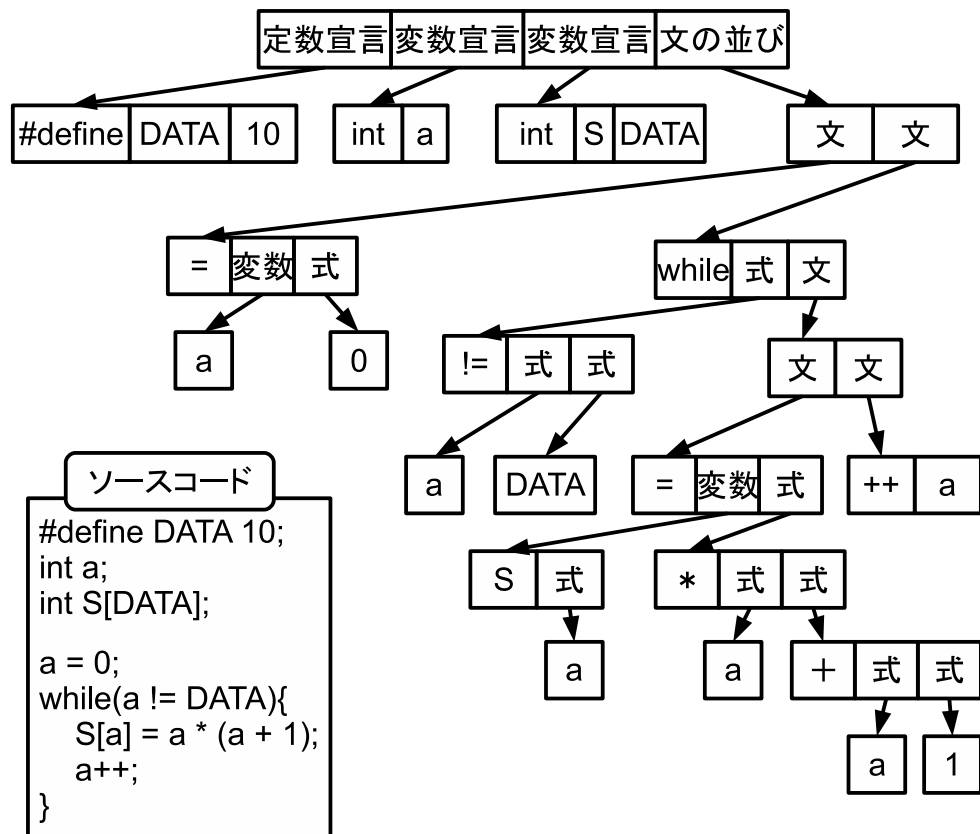 定数宣言 変数宣言 変数宣言 文の並び
#define DATA 10 int a int S DATA 文 文
= 変数 式 while 式 文
a 0 != 式 式 文 文
a DATA = 変数 式 ++ a
S 式 * 式 式
a a + 式 式
a 1
ソースコード
#define DATA 10;
int a;
int S[DATA];
a = 0;
while(a != DATA){
S[a] = a * (a + 1);
a++;
}